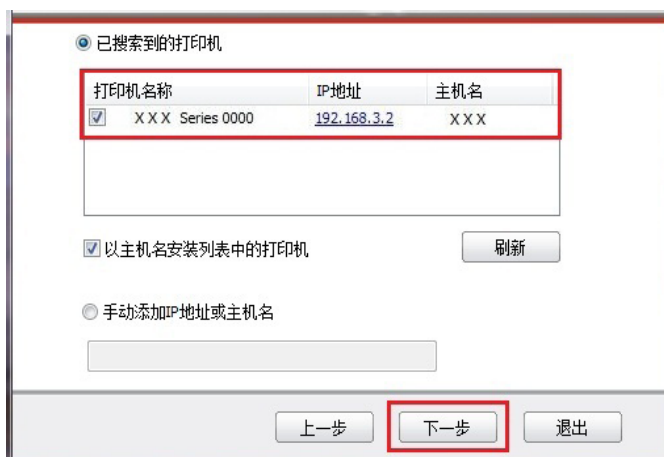 已搜索到的打印机
打印机名称 IP地址 主机名
XXX Series 0000 192.168.3.2 XXX
以主机名安装列表中的打印机 刷新
手动添加IP地址或主机名
上一步 下一步 退出